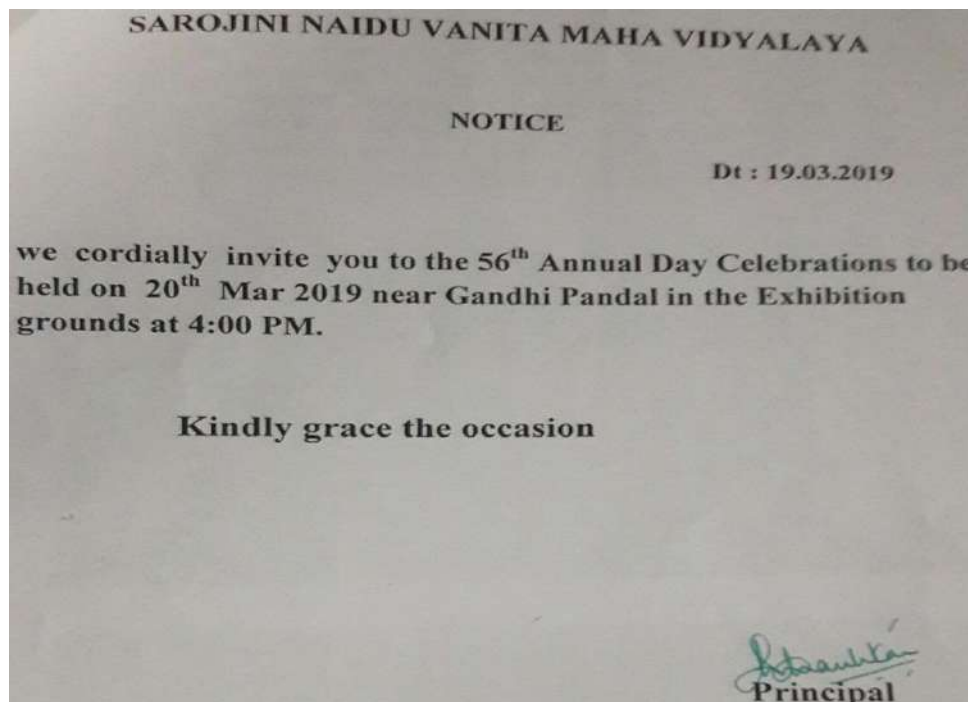 SAROJINI NAIDU VANITA MAHA VIDYALAYA
NOTICE
Dt : 19.03.2019
we cordially invite you to the 56th Annual Day Celebrations to be
held on 20th Mar 2019 near Gandhi Pandal in the Exhibition
grounds at 4:00 PM.
Kindly grace the occasion
Principal